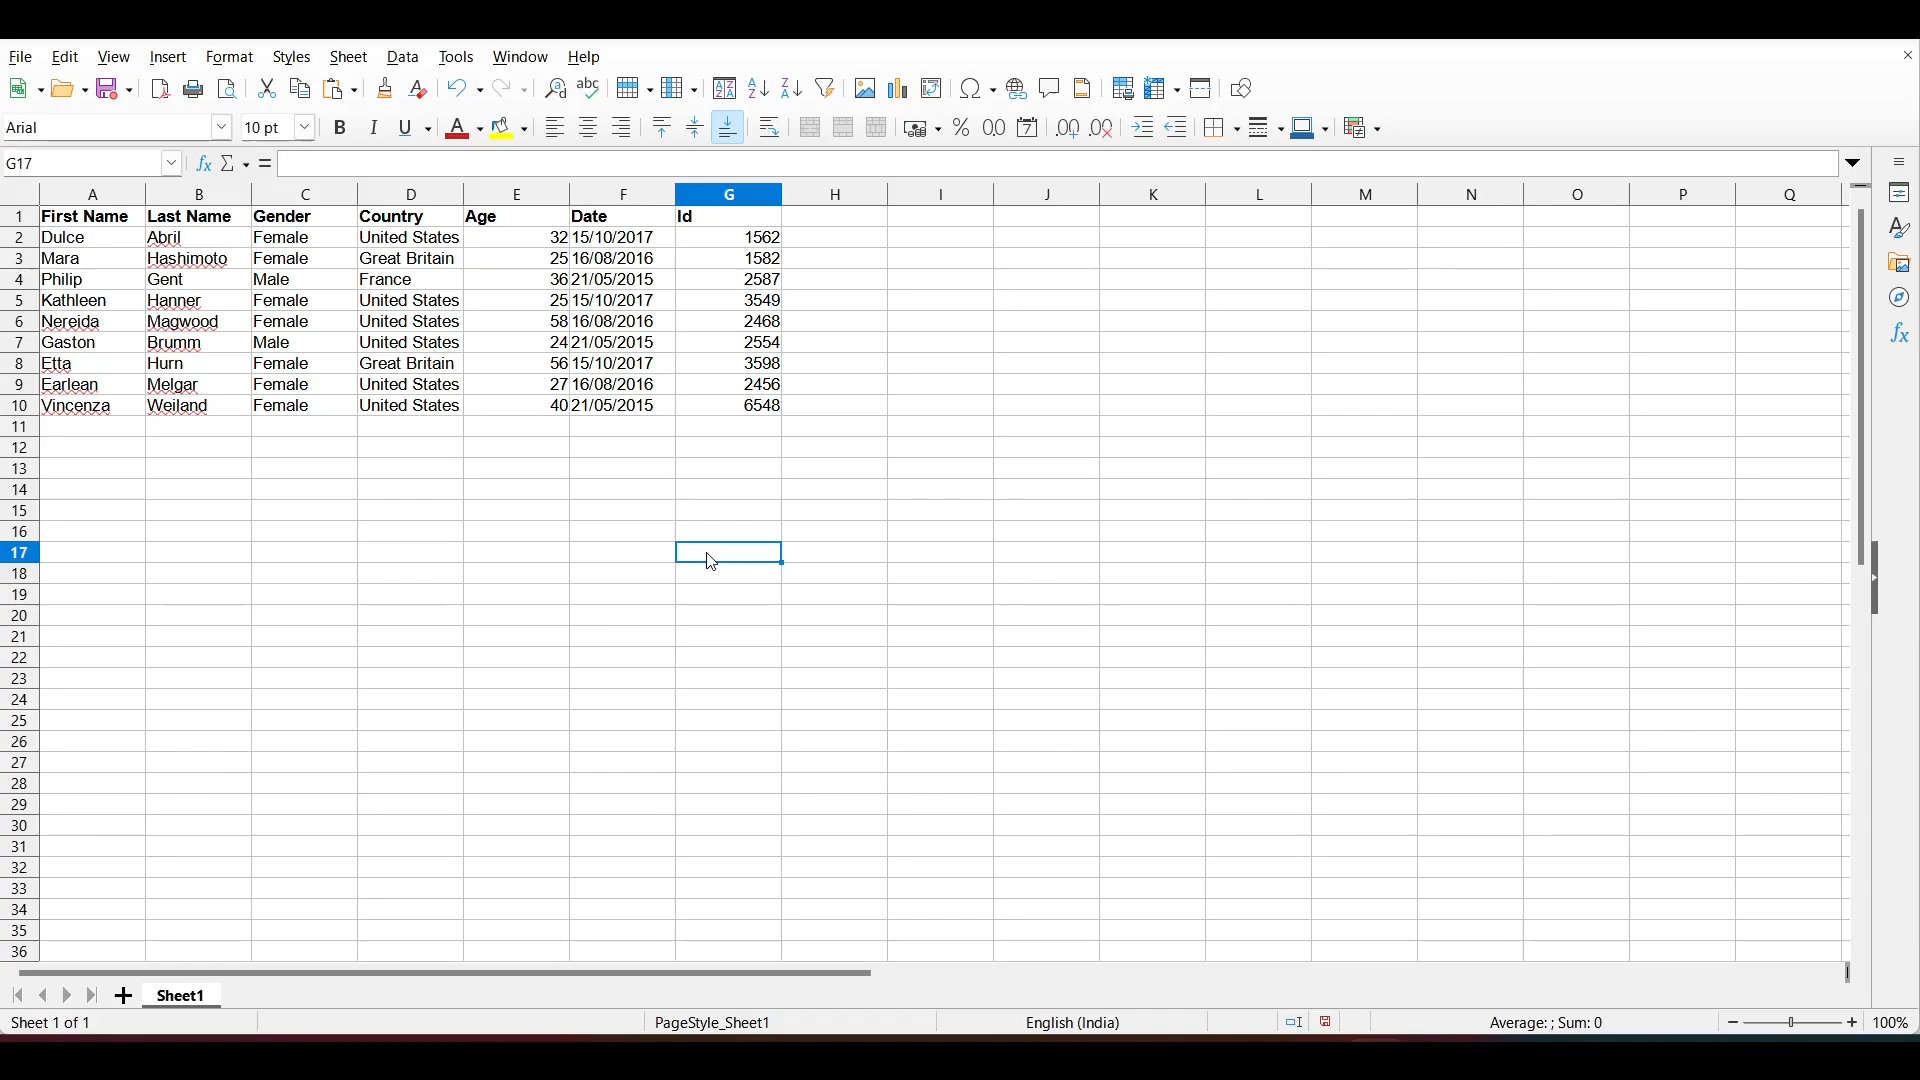 File Edit View Insert Format Styles Sheet Data Tools Window Help
Arial 10 pt
G17
A B C D E F G H I J K L M N O P Q
1 First Name Last Name Gender Country Age Date Id
2 Dulce Abril Female United States 32 15/10/2017 1562
3 Mara Hashimoto Female Great Britain 25 16/08/2016 1582
4 Philip Gent Male France 36 21/05/2015 2587
5 Kathleen Hanner Female United States 25 15/10/2017 3549
6 Nereida Magwood Female United States 58 16/08/2016 2468
7 Gaston Brumm Male United States 24 21/05/2015 2554
8 Etta Hurn Female Great Britain 56 15/10/2017 3598
9 Earlean Melgar Female United States 27 16/08/2016 2456
10 Vincenza Weiland Female United States 40 21/05/2015 6548
11
12
13
14
15
16
17
18
19
20
21
22
23
24
25
26
27
28
29
30
31
32
33
34
35
36
Sheet1
Sheet 1 of 1 PageStyle_Sheet1 English (India) Average: ; Sum: 0 100%